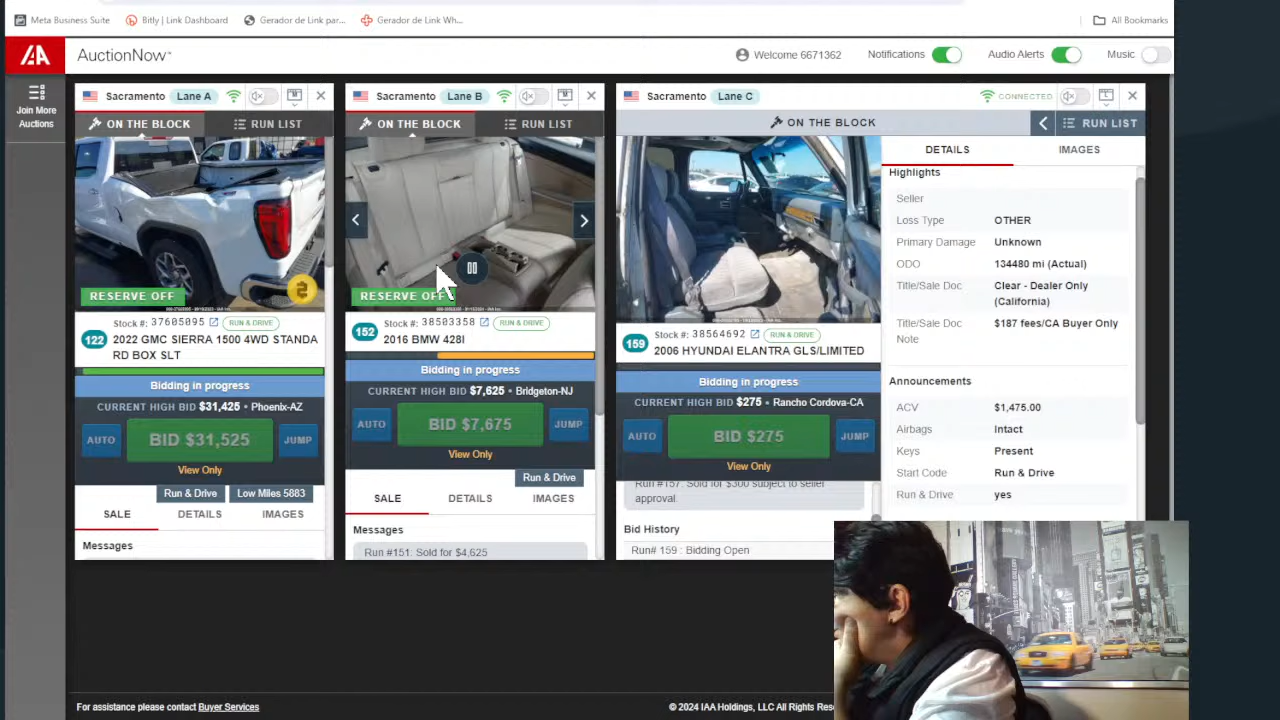 Meta Business Suite
Bitly | Link Dashboard
Gerador de Link par...
Gerador de Link Wh...
All Bookmarks
IAA
AuctionNow™
Welcome 6671362
Notifications
Audio Alerts
Music
Join More
Auctions
Sacramento Lane A
ON THE BLOCK
RUN LIST
RESERVE OFF
122
Stock #: 37605095 RUN & DRIVE
2022 GMC SIERRA 1500 4WD STANDA
RD BOX SLT
Bidding in progress
CURRENT HIGH BID $31,425 • Phoenix-AZ
AUTO
BID $31,525
JUMP
View Only
Run & Drive
Low Miles 5883
SALE
DETAILS
IMAGES
Messages
Sacramento Lane B
ON THE BLOCK
RUN LIST
RESERVE OFF
152
Stock #: 38503358 RUN & DRIVE
2016 BMW 428I
Bidding in progress
CURRENT HIGH BID $7,625 • Bridgeton-NJ
AUTO
BID $7,675
JUMP
View Only
Run & Drive
SALE
DETAILS
IMAGES
Messages
Run #151: Sold for $4,625
Sacramento Lane C
CONNECTED
ON THE BLOCK
RUN LIST
159
Stock #: 38564692 RUN & DRIVE
2006 HYUNDAI ELANTRA GLS/LIMITED
Bidding in progress
CURRENT HIGH BID $275 • Rancho Cordova-CA
AUTO
BID $275
JUMP
View Only
Run #157: Sold for $300 subject to seller
approval.
Bid History
Run# 159 : Bidding Open
DETAILS
IMAGES
Highlights
Seller
Loss Type OTHER
Primary Damage Unknown
ODO 134480 mi (Actual)
Title/Sale Doc Clear - Dealer Only
(California)
Title/Sale Doc $187 fees/CA Buyer Only
Note
Announcements
ACV $1,475.00
Airbags Intact
Keys Present
Start Code Run & Drive
Run & Drive yes
For assistance please contact Buyer Services
© 2024 IAA Holdings, LLC All Rights Rese